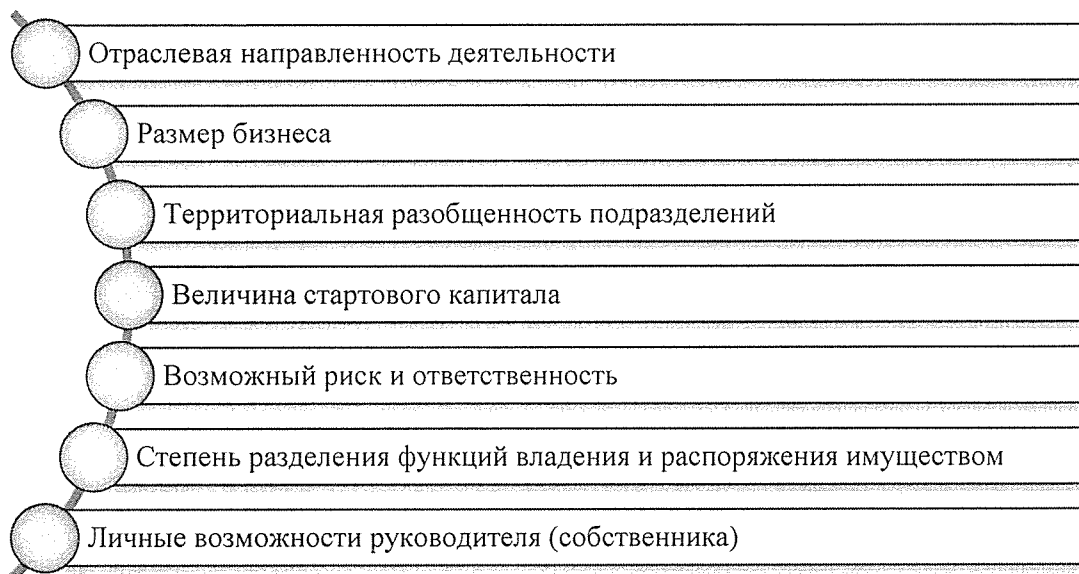 Отраслевая направленность деятельности
Размер бизнеса
Территориальная разобщенность подразделений
Величина стартового капитала
Возможный риск и ответственность
Степень разделения функций владения и распоряжения имуществом
Личные возможности руководителя (собственника)